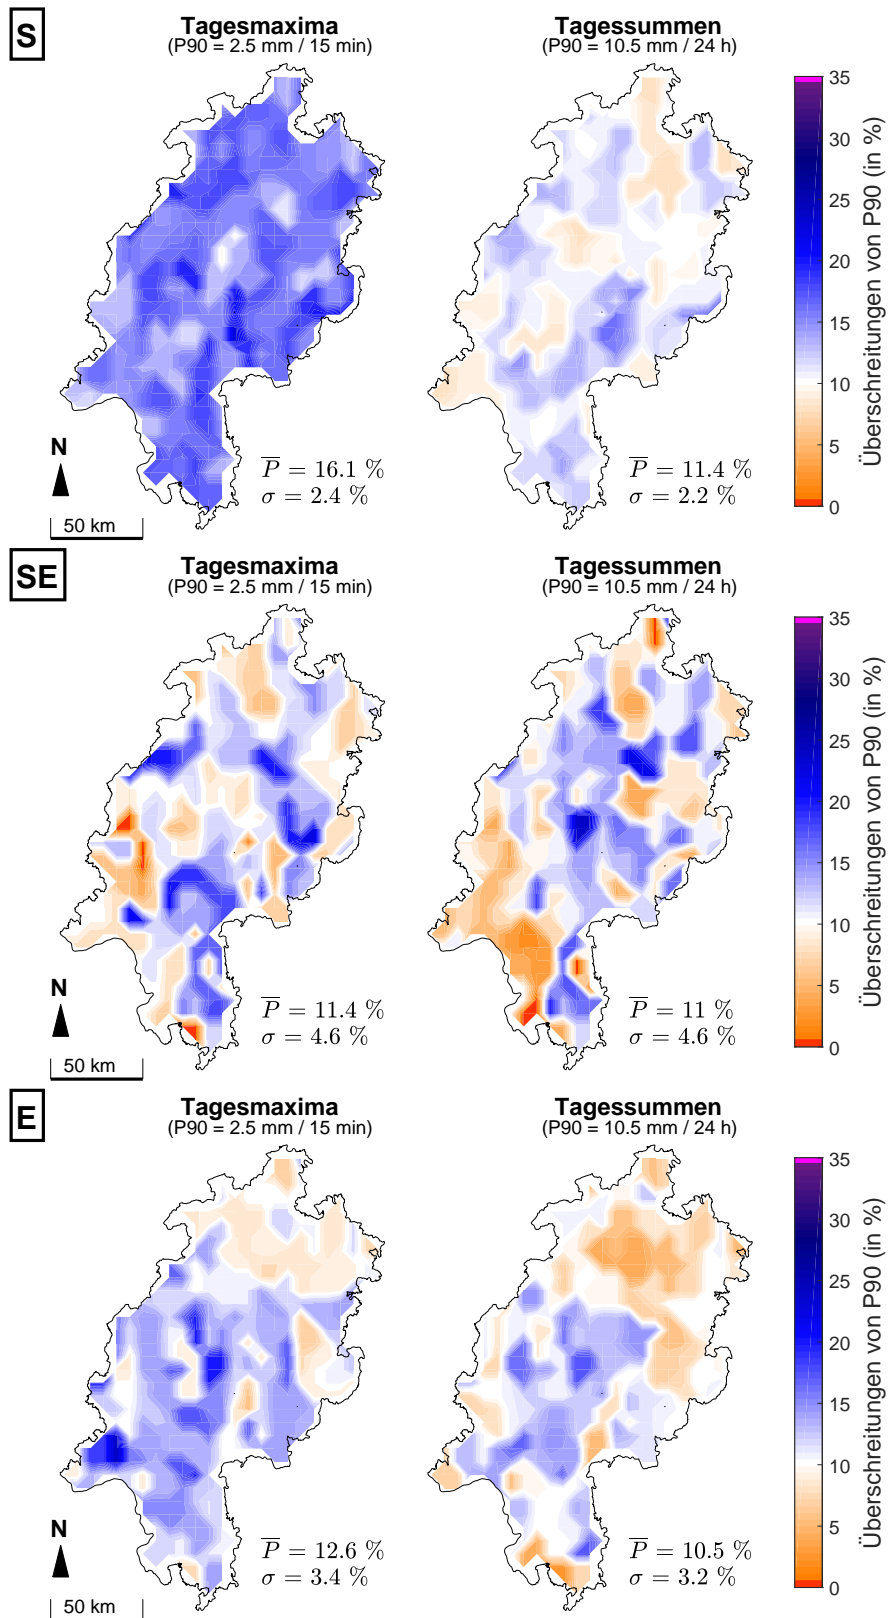 S
Tagesmaxima
(P90 = 2.5 mm / 15 min)
Tagessummen
(P90 = 10.5 mm / 24 h)
35
30
25
20
15
10
5
0
Überschreitungen von P90 (in %)
N
50 km
P̅ = 16.1 %
σ = 2.4 %
P̅ = 11.4 %
σ = 2.2 %
SE
Tagesmaxima
(P90 = 2.5 mm / 15 min)
Tagessummen
(P90 = 10.5 mm / 24 h)
35
30
25
20
15
10
5
0
Überschreitungen von P90 (in %)
N
50 km
P̅ = 11.4 %
σ = 4.6 %
P̅ = 11 %
σ = 4.6 %
E
Tagesmaxima
(P90 = 2.5 mm / 15 min)
Tagessummen
(P90 = 10.5 mm / 24 h)
35
30
25
20
15
10
5
0
Überschreitungen von P90 (in %)
N
50 km
P̅ = 12.6 %
σ = 3.4 %
P̅ = 10.5 %
σ = 3.2 %